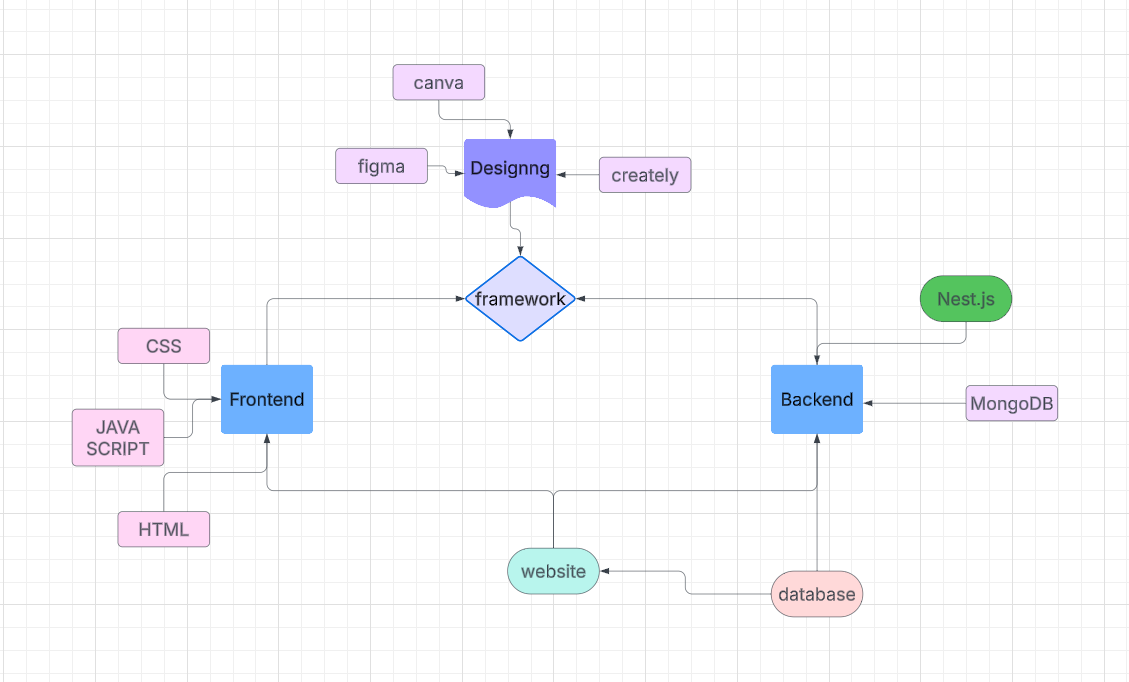 canva
figma
Designng
creately
framework
Nest.js
CSS
Frontend
Backend
MongoDB
JAVA
SCRIPT
HTML
website
database